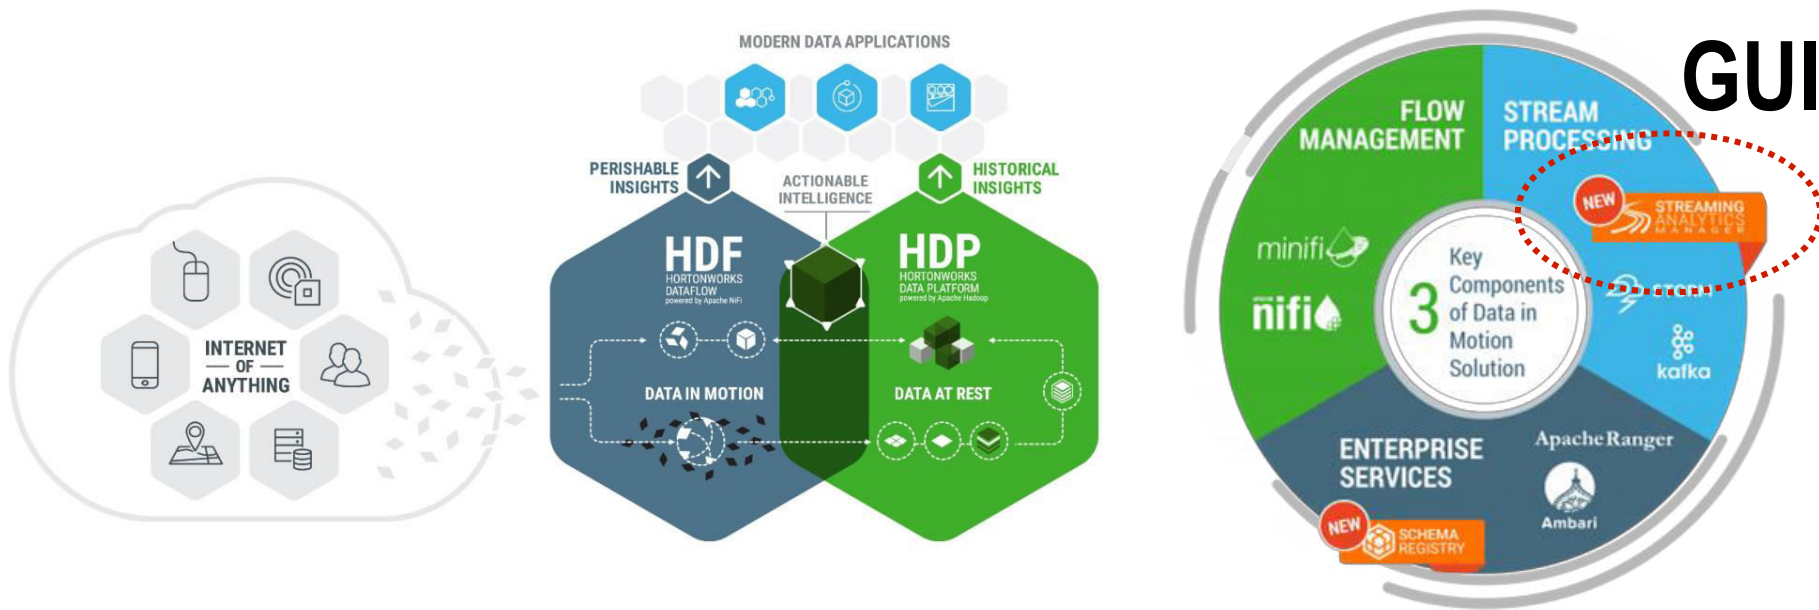 INTERNET
OF
ANYTHING
MODERN DATA APPLICATIONS
PERISHABLE
INSIGHTS
ACTIONABLE
INTELLIGENCE
HISTORICAL
INSIGHTS
HDF
HORTONWORKS
DATAFLOW
powered by Apache NiFi
HDP
HORTONWORKS
DATA PLATFORM
powered by Apache Hadoop
DATA IN MOTION
DATA AT REST
GUI
FLOW
MANAGEMENT
STREAM
PROCESSING
NEW
STREAMING
ANALYTICS
MANAGER
minifi
nifi
3
Key
Components
of Data in
Motion
Solution
STORM
kafka
ENTERPRISE
SERVICES
Apache Ranger
Ambari
NEW
SCHEMA
REGISTRY